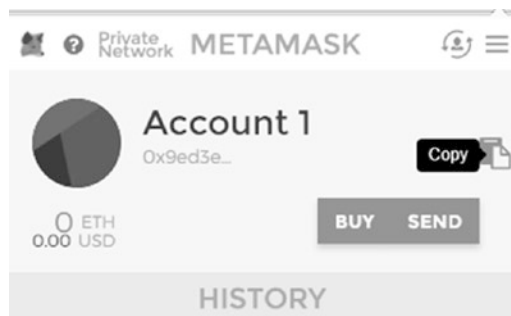 ? Private Network METAMASK
Account 1
0x9ed3e...
Copy
0 ETH
0.00 USD
BUY SEND
HISTORY